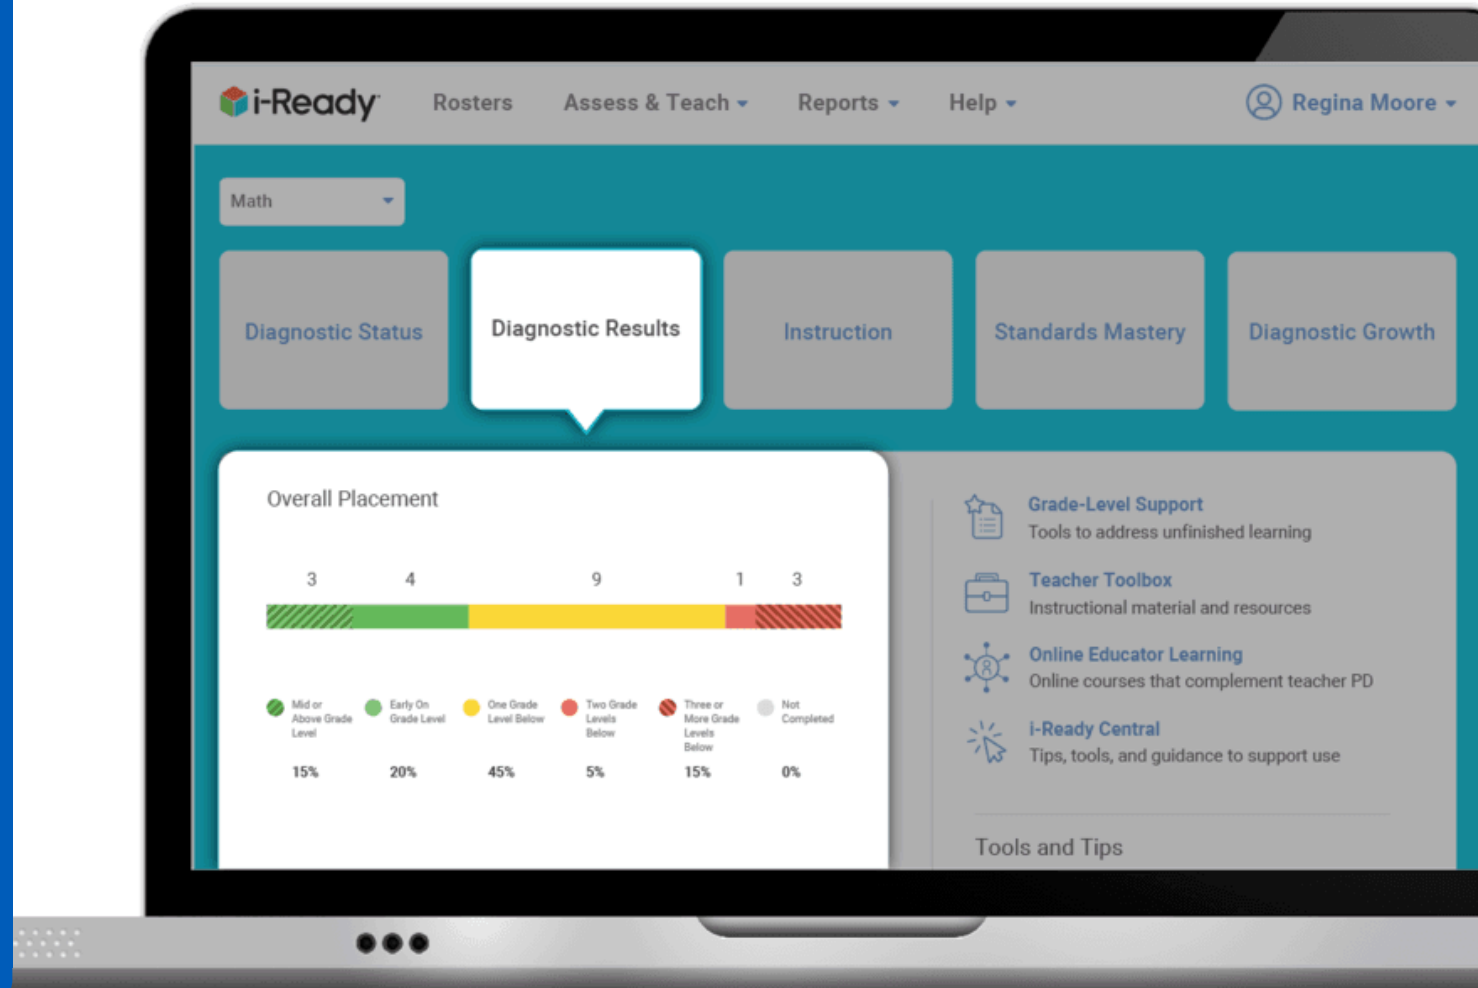 i-Ready
Rosters
Assess & Teach
Reports
Help
Regina Moore
Math
Diagnostic Status
Diagnostic Results
Instruction
Standards Mastery
Diagnostic Growth
Overall Placement
3 4 9 1 3
Mid or
Above Grade
Level
15%
Early On
Grade Level
20%
One Grade
Level Below
45%
Two Grade
Levels
Below
5%
Three or
More Grade
Levels
Below
15%
Not
Completed
0%
Grade-Level Support
Tools to address unfinished learning
Teacher Toolbox
Instructional material and resources
Online Educator Learning
Online courses that complement teacher PD
i-Ready Central
Tips, tools, and guidance to support use
Tools and Tips